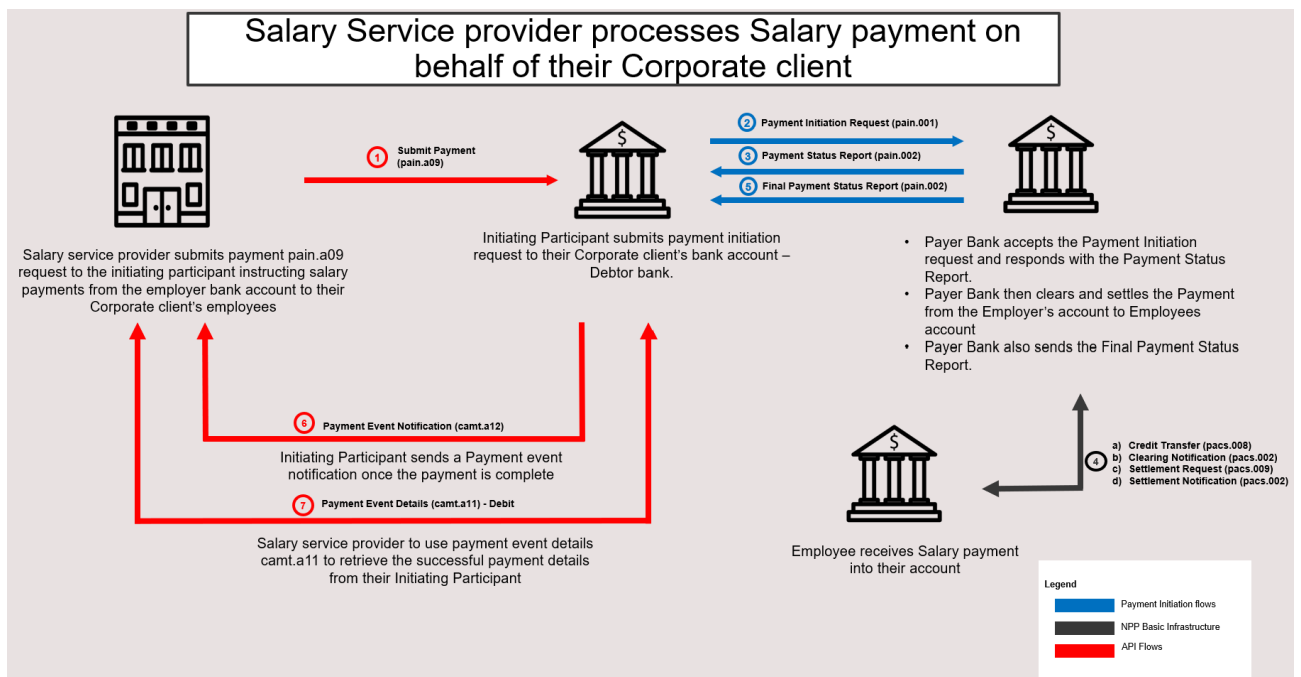 Salary Service provider processes Salary payment on
behalf of their Corporate client
$
$
1
Submit Payment
(pain.a09)
2 Payment Initiation Request (pain.001)
3 Payment Status Report (pain.002)
5 Final Payment Status Report (pain.002)
Salary service provider submits payment pain.a09
request to the initiating participant instructing salary
payments from the employer bank account to their
Corporate client's employees
Initiating Participant submits payment initiation
request to their Corporate client's bank account –
Debtor bank.
• Payer Bank accepts the Payment Initiation
request and responds with the Payment Status
Report.
• Payer Bank then clears and settles the Payment
from the Employer's account to Employees
account
• Payer Bank also sends the Final Payment Status
Report.
6 Payment Event Notification (camt.a12)
Initiating Participant sends a Payment event
notification once the payment is complete
7 Payment Event Details (camt.a11) - Debit
Salary service provider to use payment event details
camt.a11 to retrieve the successful payment details
from their Initiating Participant
$
4
a) Credit Transfer (pacs.008)
b) Clearing Notification (pacs.002)
c) Settlement Request (pacs.009)
d) Settlement Notification (pacs.002)
Employee receives Salary payment
into their account
Legend
Payment Initiation flows
NPP Basic Infrastructure
API Flows